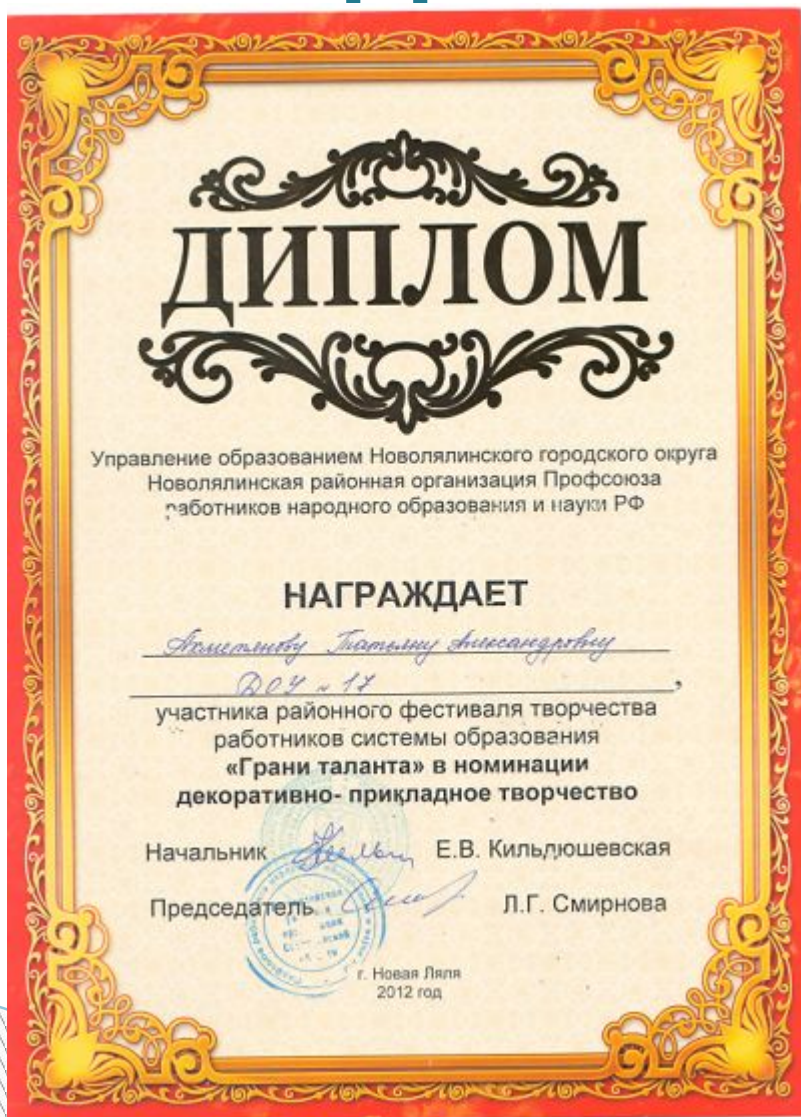 ДИПЛОМ
Управление образованием Новолялинского городского округа
Новолялинская районная организация Профсоюза
работников народного образования и науки РФ
НАГРАЖДАЕТ
Ахметянову Татьяну Александровну
ДОУ № 17,
участника районного фестиваля творчества
работников системы образования
«Грани таланта» в номинации
декоративно- прикладное творчество
Начальник Е.В. Кильдюшевская
Председатель Л.Г. Смирнова
г. Новая Ляля
2012 год